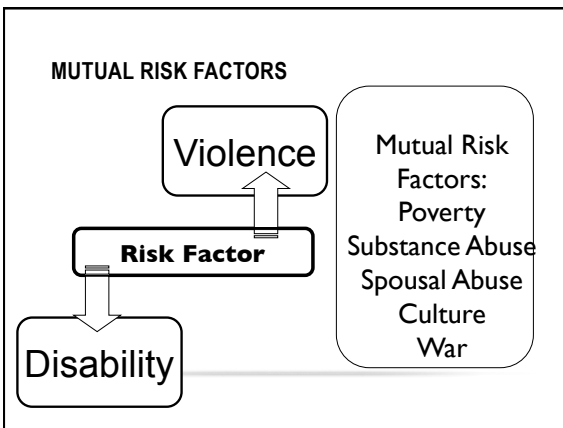 MUTUAL RISK FACTORS
Violence
Risk Factor
Disability
Mutual Risk
Factors:
Poverty
Substance Abuse
Spousal Abuse
Culture
War